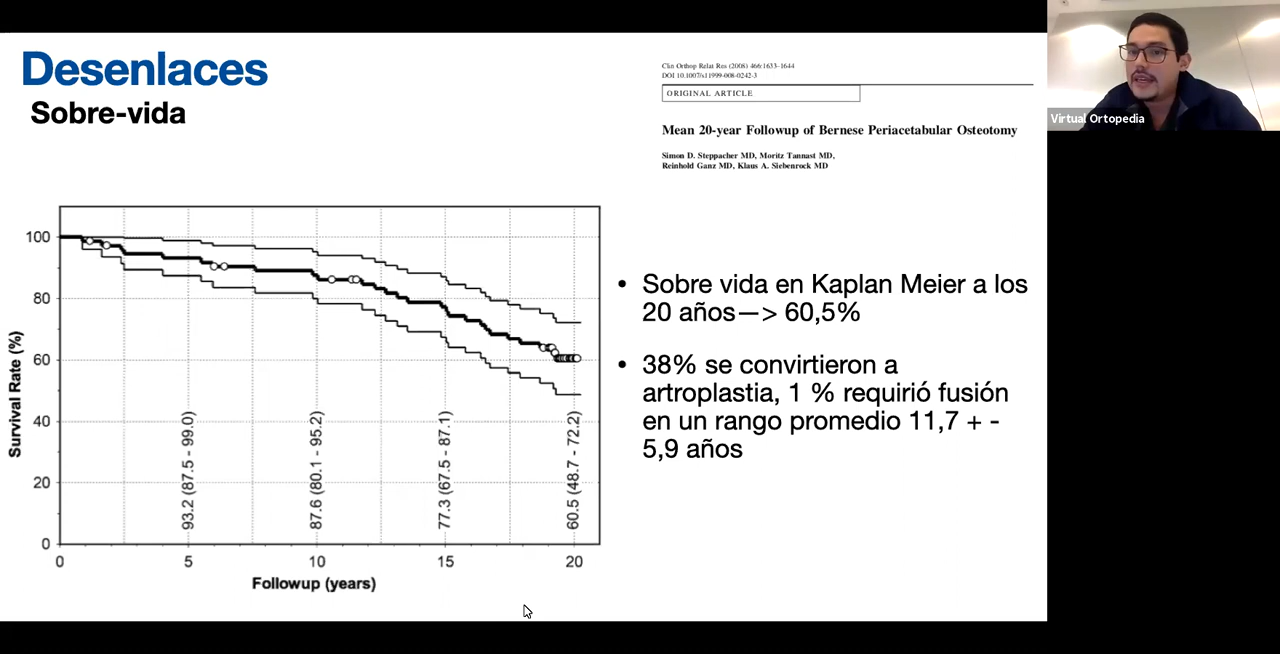 Desenlaces
Sobre-vida
Clin Orthop Relat Res (2008) 466:1633–1644
DOI 10.1007/s11999-008-0242-3
ORIGINAL ARTICLE
Mean 20-year Followup of Bernese Periacetabular Osteotomy
Simon D. Steppacher MD, Moritz Tannast MD,
Reinhold Ganz MD, Klaus A. Siebenrock MD
Virtual Ortopedia
Survival Rate (%)
100
80
60
40
20
0
93.2 (87.5 - 99.0)
87.6 (80.1 - 95.2)
77.3 (67.5 - 87.1)
60.5 (48.7 - 72.2)
0 5 10 15 20
Followup (years)
• Sobre vida en Kaplan Meier a los
20 años—> 60,5%
• 38% se convirtieron a
artroplastia, 1 % requirió fusión
en un rango promedio 11,7 + -
5,9 años